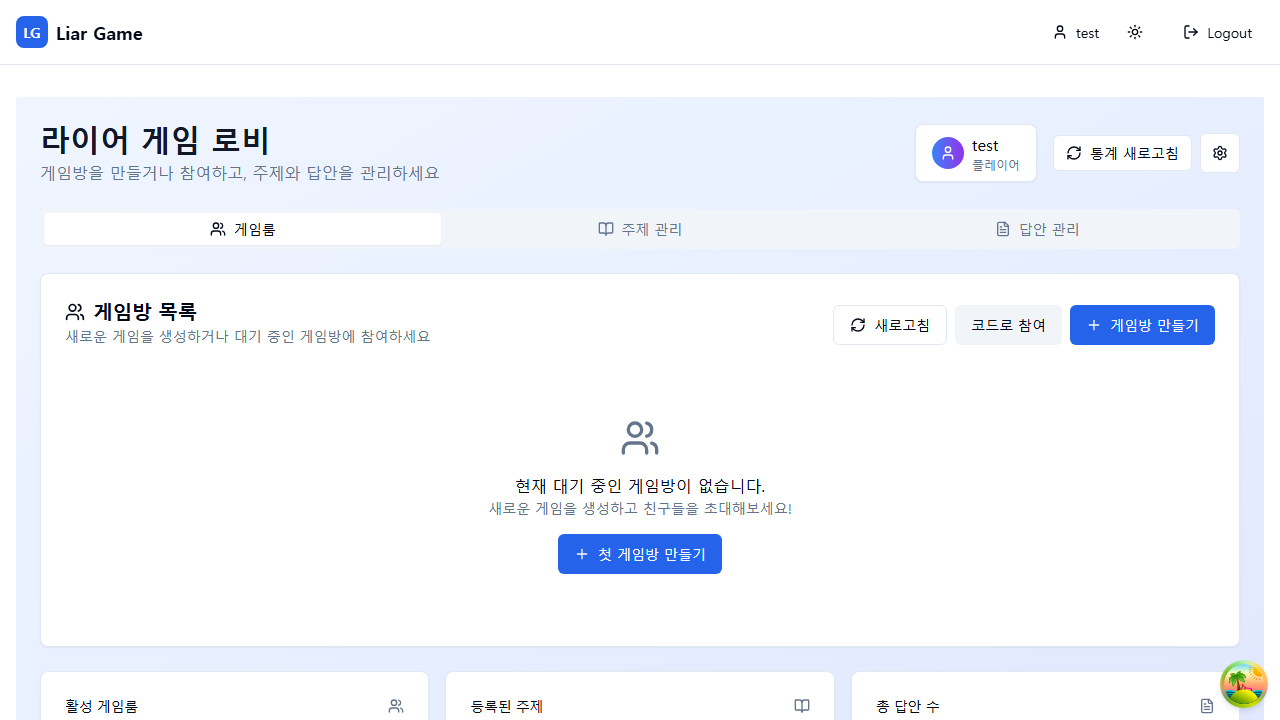 LG Liar Game
test
Logout
라이어 게임 로비
게임방을 만들거나 참여하고, 주제와 답안을 관리하세요
test
플레이어
통계 새로고침
게임룸
주제 관리
답안 관리
게임방 목록
새로운 게임을 생성하거나 대기 중인 게임방에 참여하세요
새로고침
코드로 참여
게임방 만들기
현재 대기 중인 게임방이 없습니다.
새로운 게임을 생성하고 친구들을 초대해보세요!
첫 게임방 만들기
활성 게임룸
등록된 주제
총 답안 수